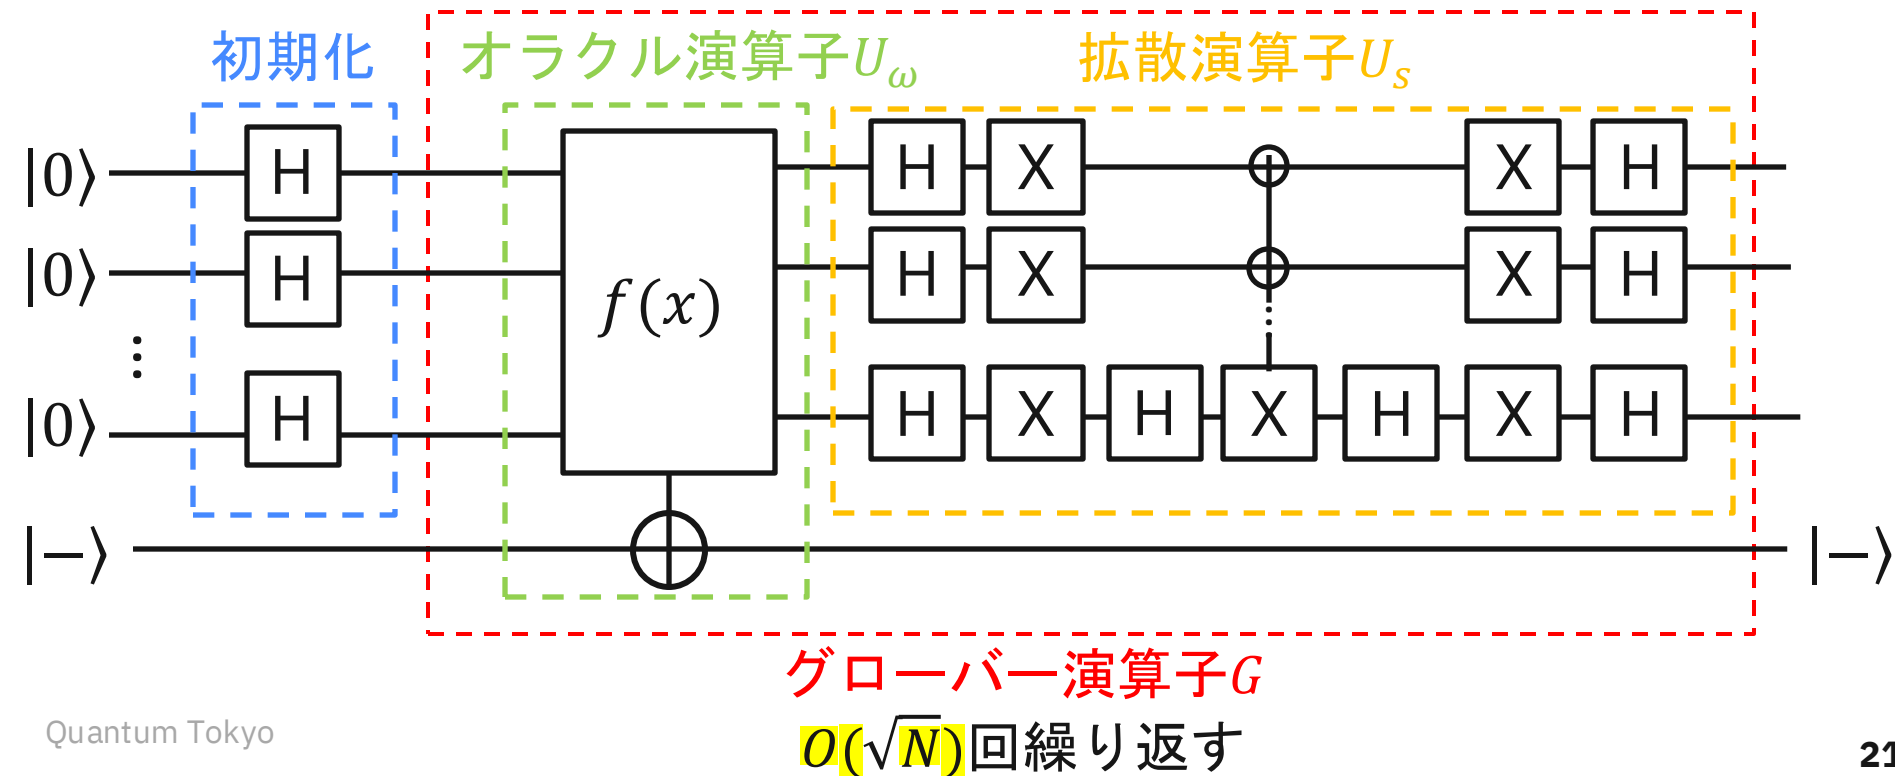 初期化
オラクル演算子U_ω
拡散演算子U_s
|0⟩ H H X X H
|0⟩ H H X X H
f(x)
|0⟩ H H X H X H X H
|−⟩ |−⟩
グローバー演算子G
O(√N)回繰り返す
Quantum Tokyo
21